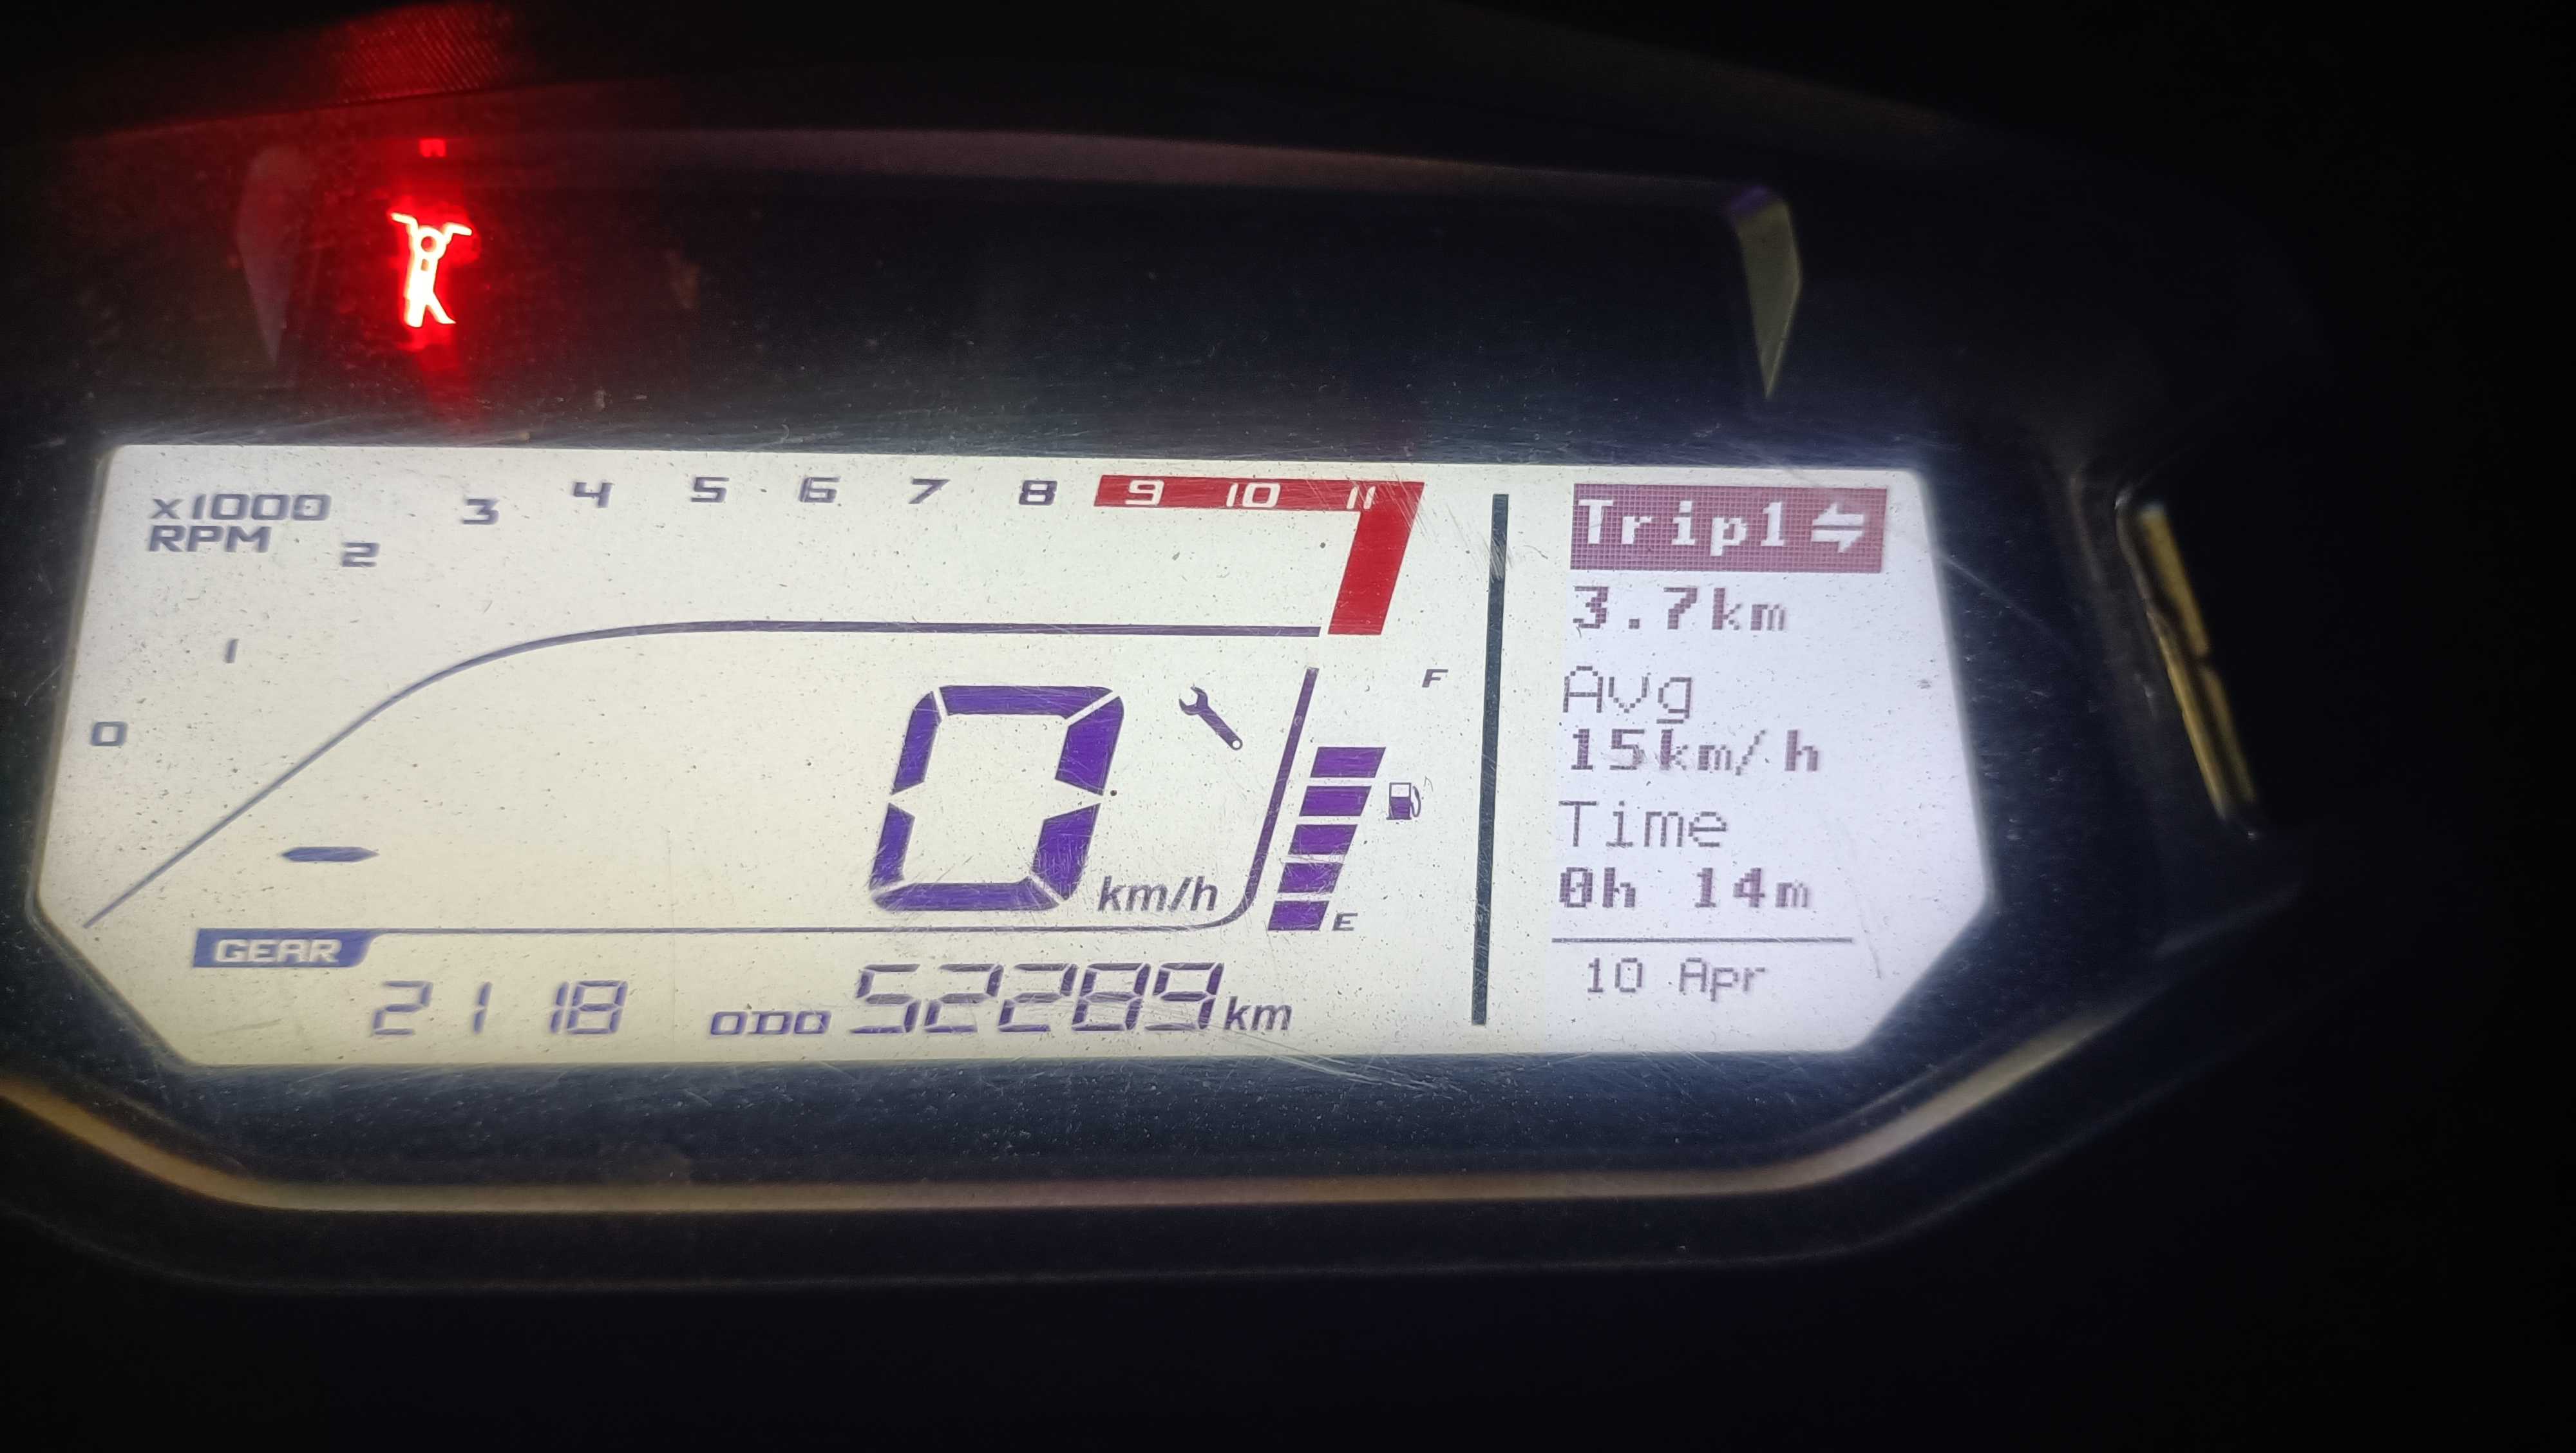 x1000
RPM
0 1 2 3 4 5 6 7 8 9 10 11
0
km/h
F
E
GEAR
-
21 18
ODO 52289 km
Trip1
3.7km
Avg
15km/h
Time
0h 14m
10 Apr